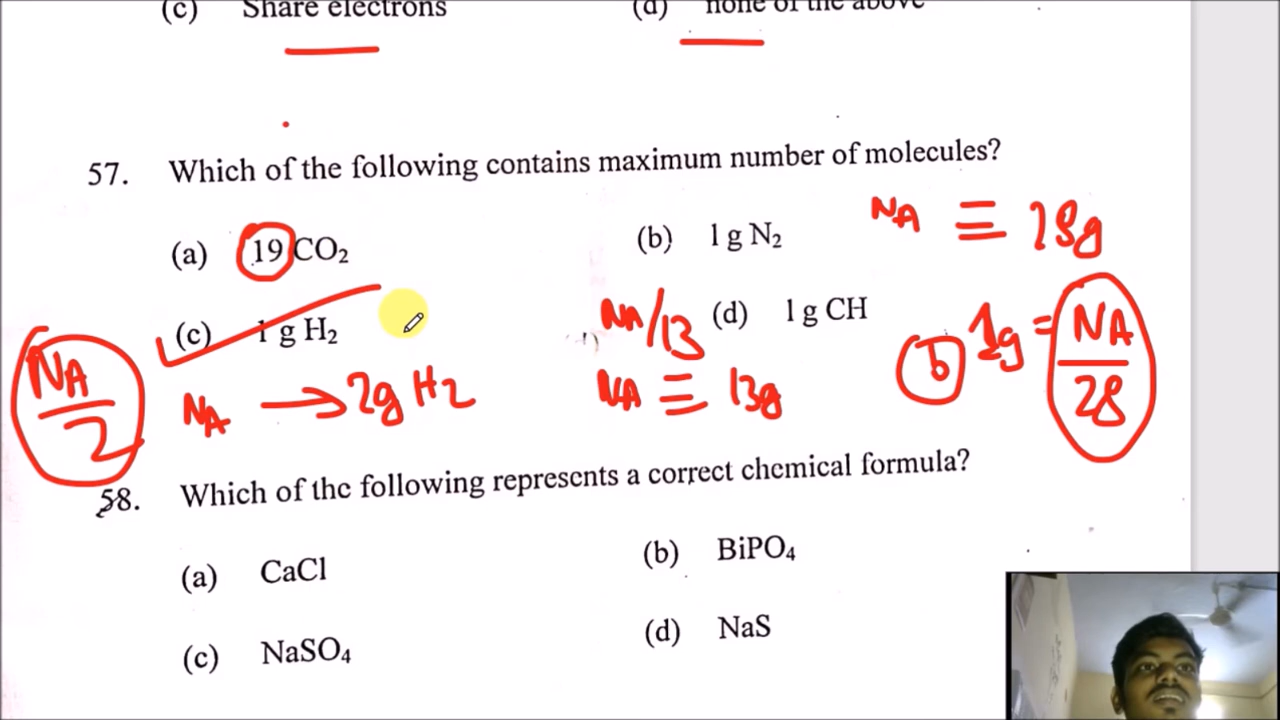 (c) Share electrons (d) none of the above
57. Which of the following contains maximum number of molecules?
(a) 19 CO₂ (b) 1 g N₂
NA ≡ 28g
(c) 1 g H₂ (d) 1 g CH
NA/13
(b) 1g = NA/28
NA/2
NA → 2g H2
NA ≡ 13g
58. Which of the following represents a correct chemical formula?
(a) CaCl (b) BiPO₄
(c) NaSO₄ (d) NaS